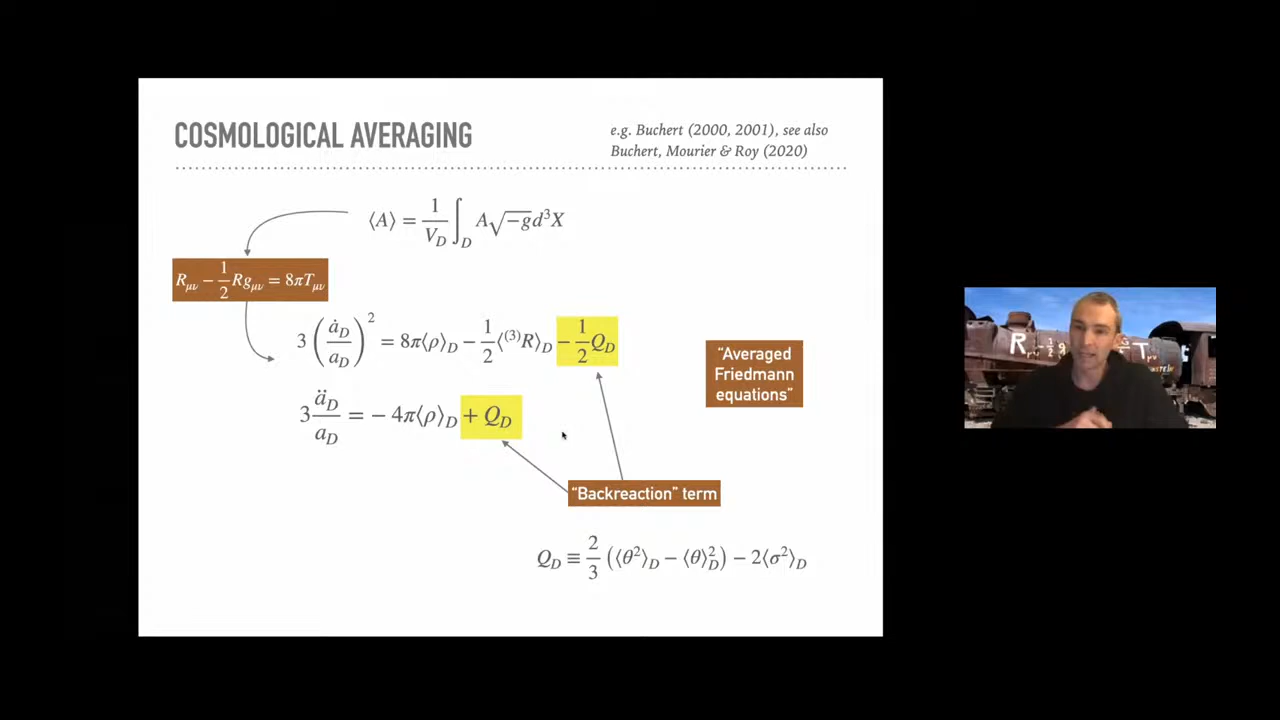 COSMOLOGICAL AVERAGING
e.g. Buchert (2000, 2001), see also
Buchert, Mourier & Roy (2020)
⟨A⟩ = 1/V_D ∫_D A√−g d³X
R_μν − 1/2 Rg_μν = 8πT_μν
3 (ȧ_D/a_D)² = 8π⟨ρ⟩_D − 1/2 ⟨⁽³⁾R⟩_D − 1/2 Q_D
"Averaged
Friedmann
equations"
3 ä_D/a_D = − 4π⟨ρ⟩_D + Q_D
"Backreaction" term
Q_D ≡ 2/3 (⟨θ²⟩_D − ⟨θ⟩²_D) − 2⟨σ²⟩_D